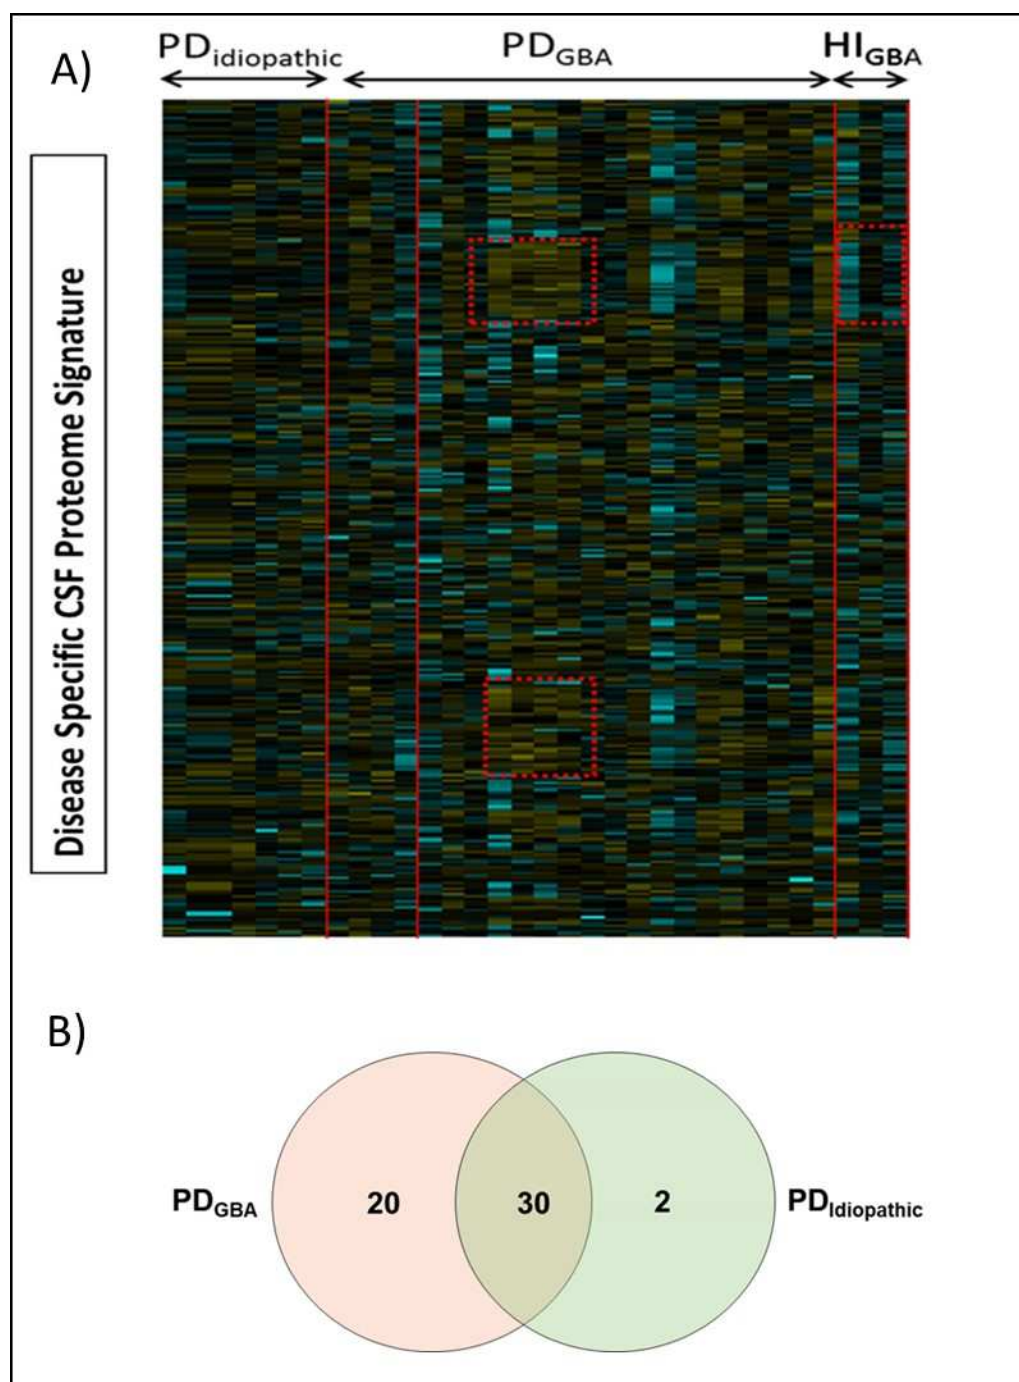 A)
PDidiopathic
PDGBA
HIGBA
Disease Specific CSF Proteome Signature
B)
PDGBA
20
30
2
PDIdiopathic